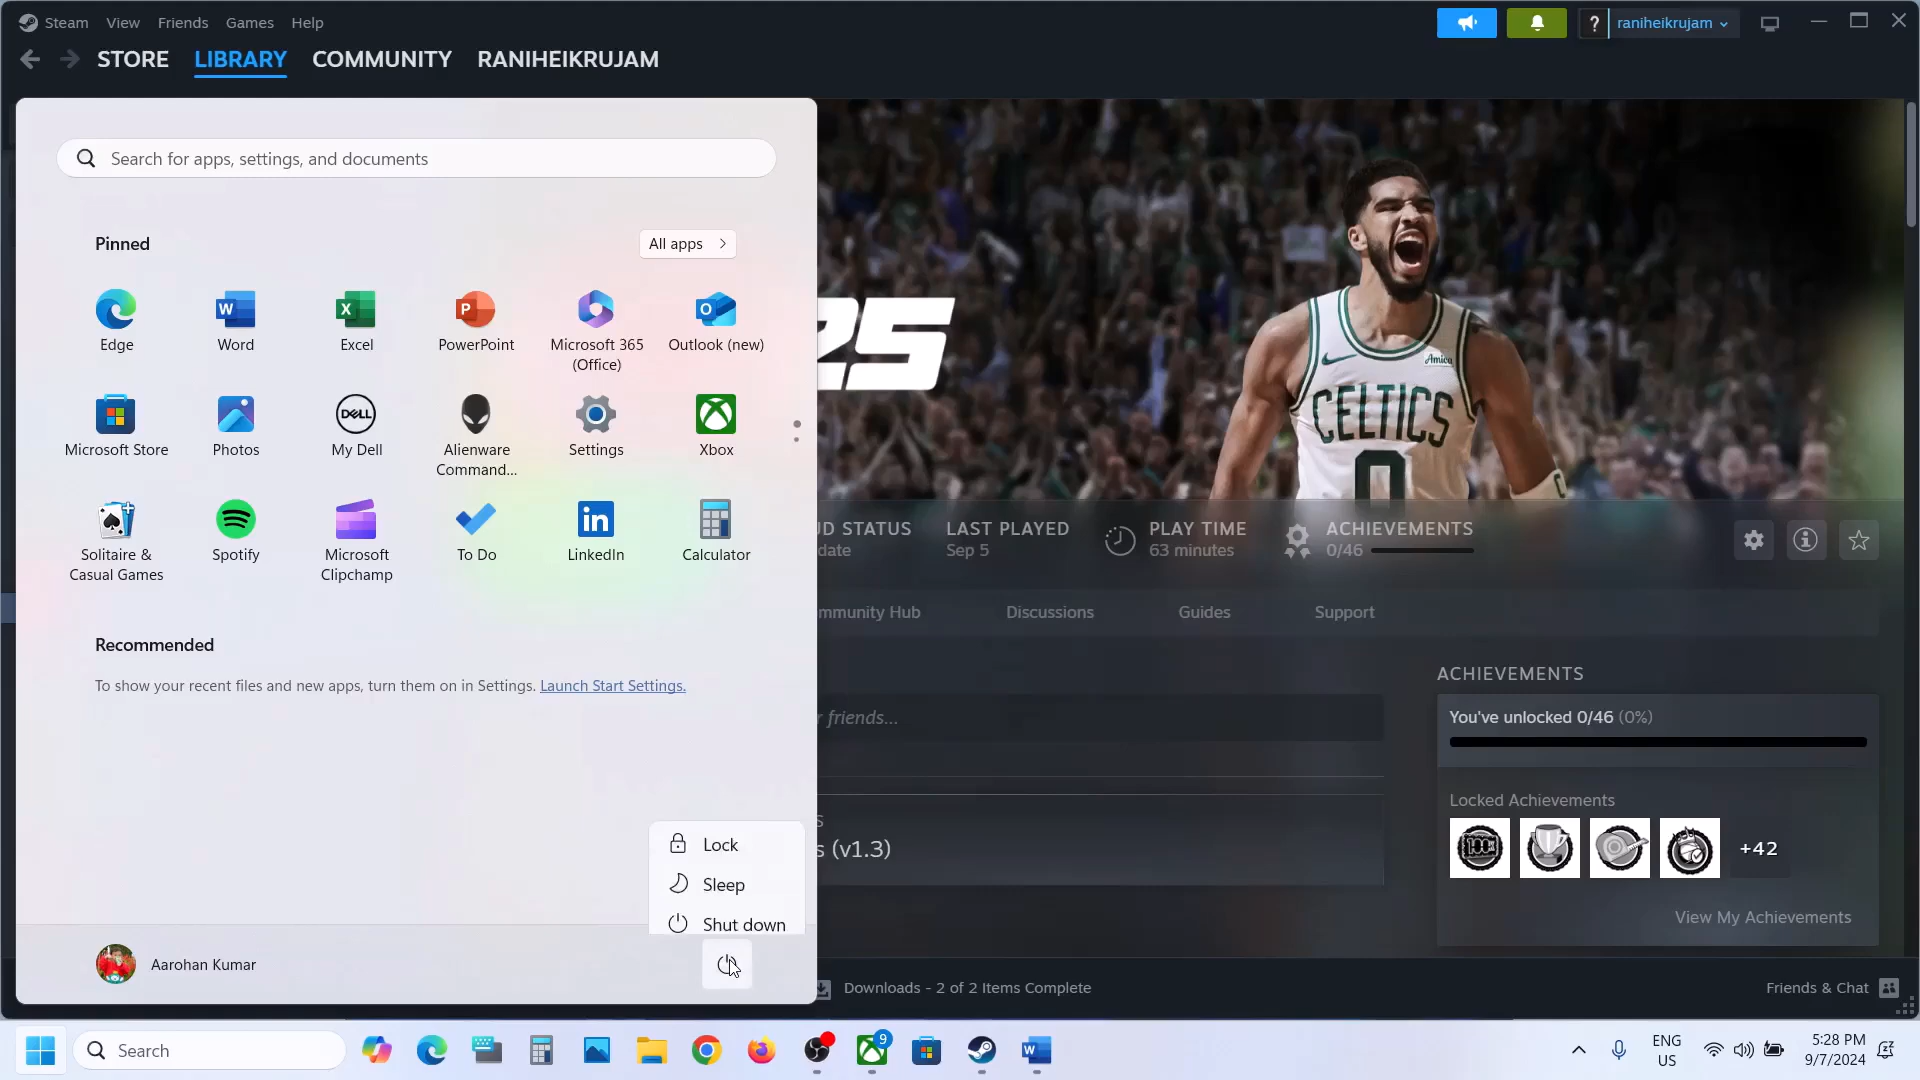 Steam View Friends Games Help
? raniheikrujam
STORE LIBRARY COMMUNITY RANIHEIKRUJAM
Search for apps, settings, and documents
Pinned
All apps
Edge
Word
Excel
PowerPoint
Microsoft 365
(Office)
Outlook (new)
Microsoft Store
Photos
DELL
My Dell
Alienware
Command...
Settings
Xbox
Solitaire &
Casual Games
Spotify
Microsoft
Clipchamp
To Do
LinkedIn
Calculator
Recommended
To show your recent files and new apps, turn them on in Settings. Launch Start Settings.
Lock
Sleep
Shut down
Aarohan Kumar
25
Amica
CELTICS
0
UD STATUS
date
LAST PLAYED
Sep 5
PLAY TIME
63 minutes
ACHIEVEMENTS
0/46
mmunity Hub Discussions Guides Support
r friends...
s (v1.3)
ACHIEVEMENTS
You've unlocked 0/46 (0%)
Locked Achievements
+42
View My Achievements
Downloads - 2 of 2 Items Complete
Friends & Chat
Search
9
ENG
US
5:28 PM
9/7/2024